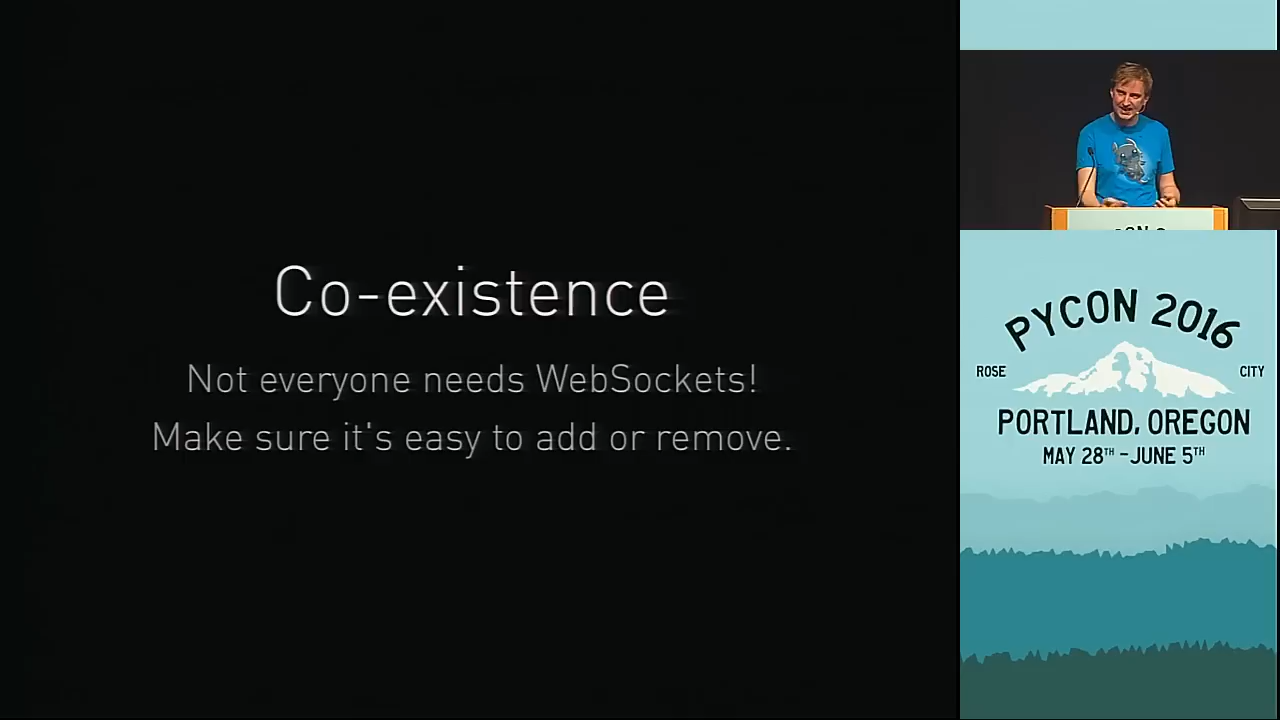 Co-existence
Not everyone needs WebSockets!
Make sure it's easy to add or remove.
PYCON 2016
ROSE
CITY
PORTLAND, OREGON
MAY 28TH - JUNE 5TH